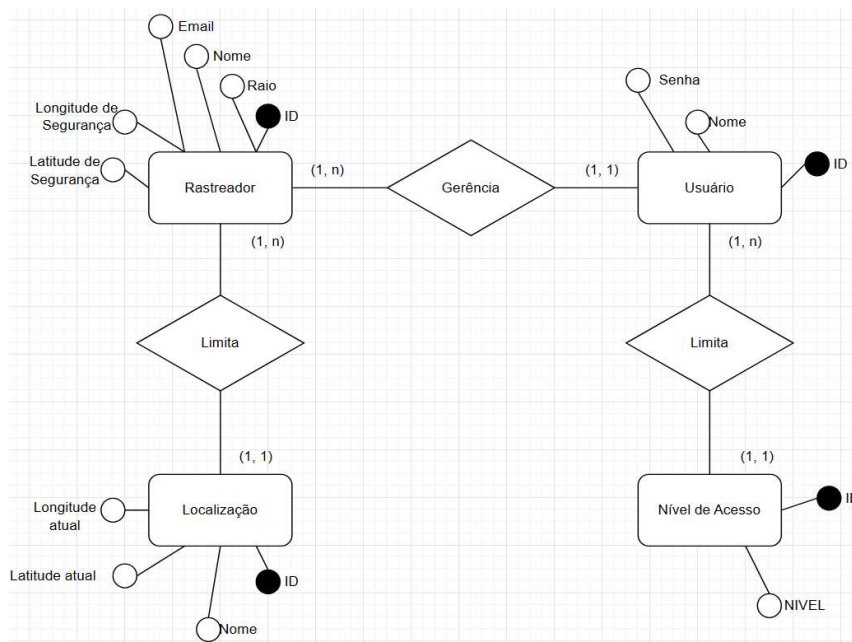 Email
Nome
Raio
ID
Longitude de
Segurança
Latitude de
Segurança
Rastreador
(1, n)
Gerência
(1, 1)
Senha
Nome
ID
Usuário
(1, n)
(1, n)
Limita
Limita
(1, 1)
(1, 1)
Localização
Longitude
atual
Latitude atual
Nome
ID
Nível de Acesso
ID
NIVEL